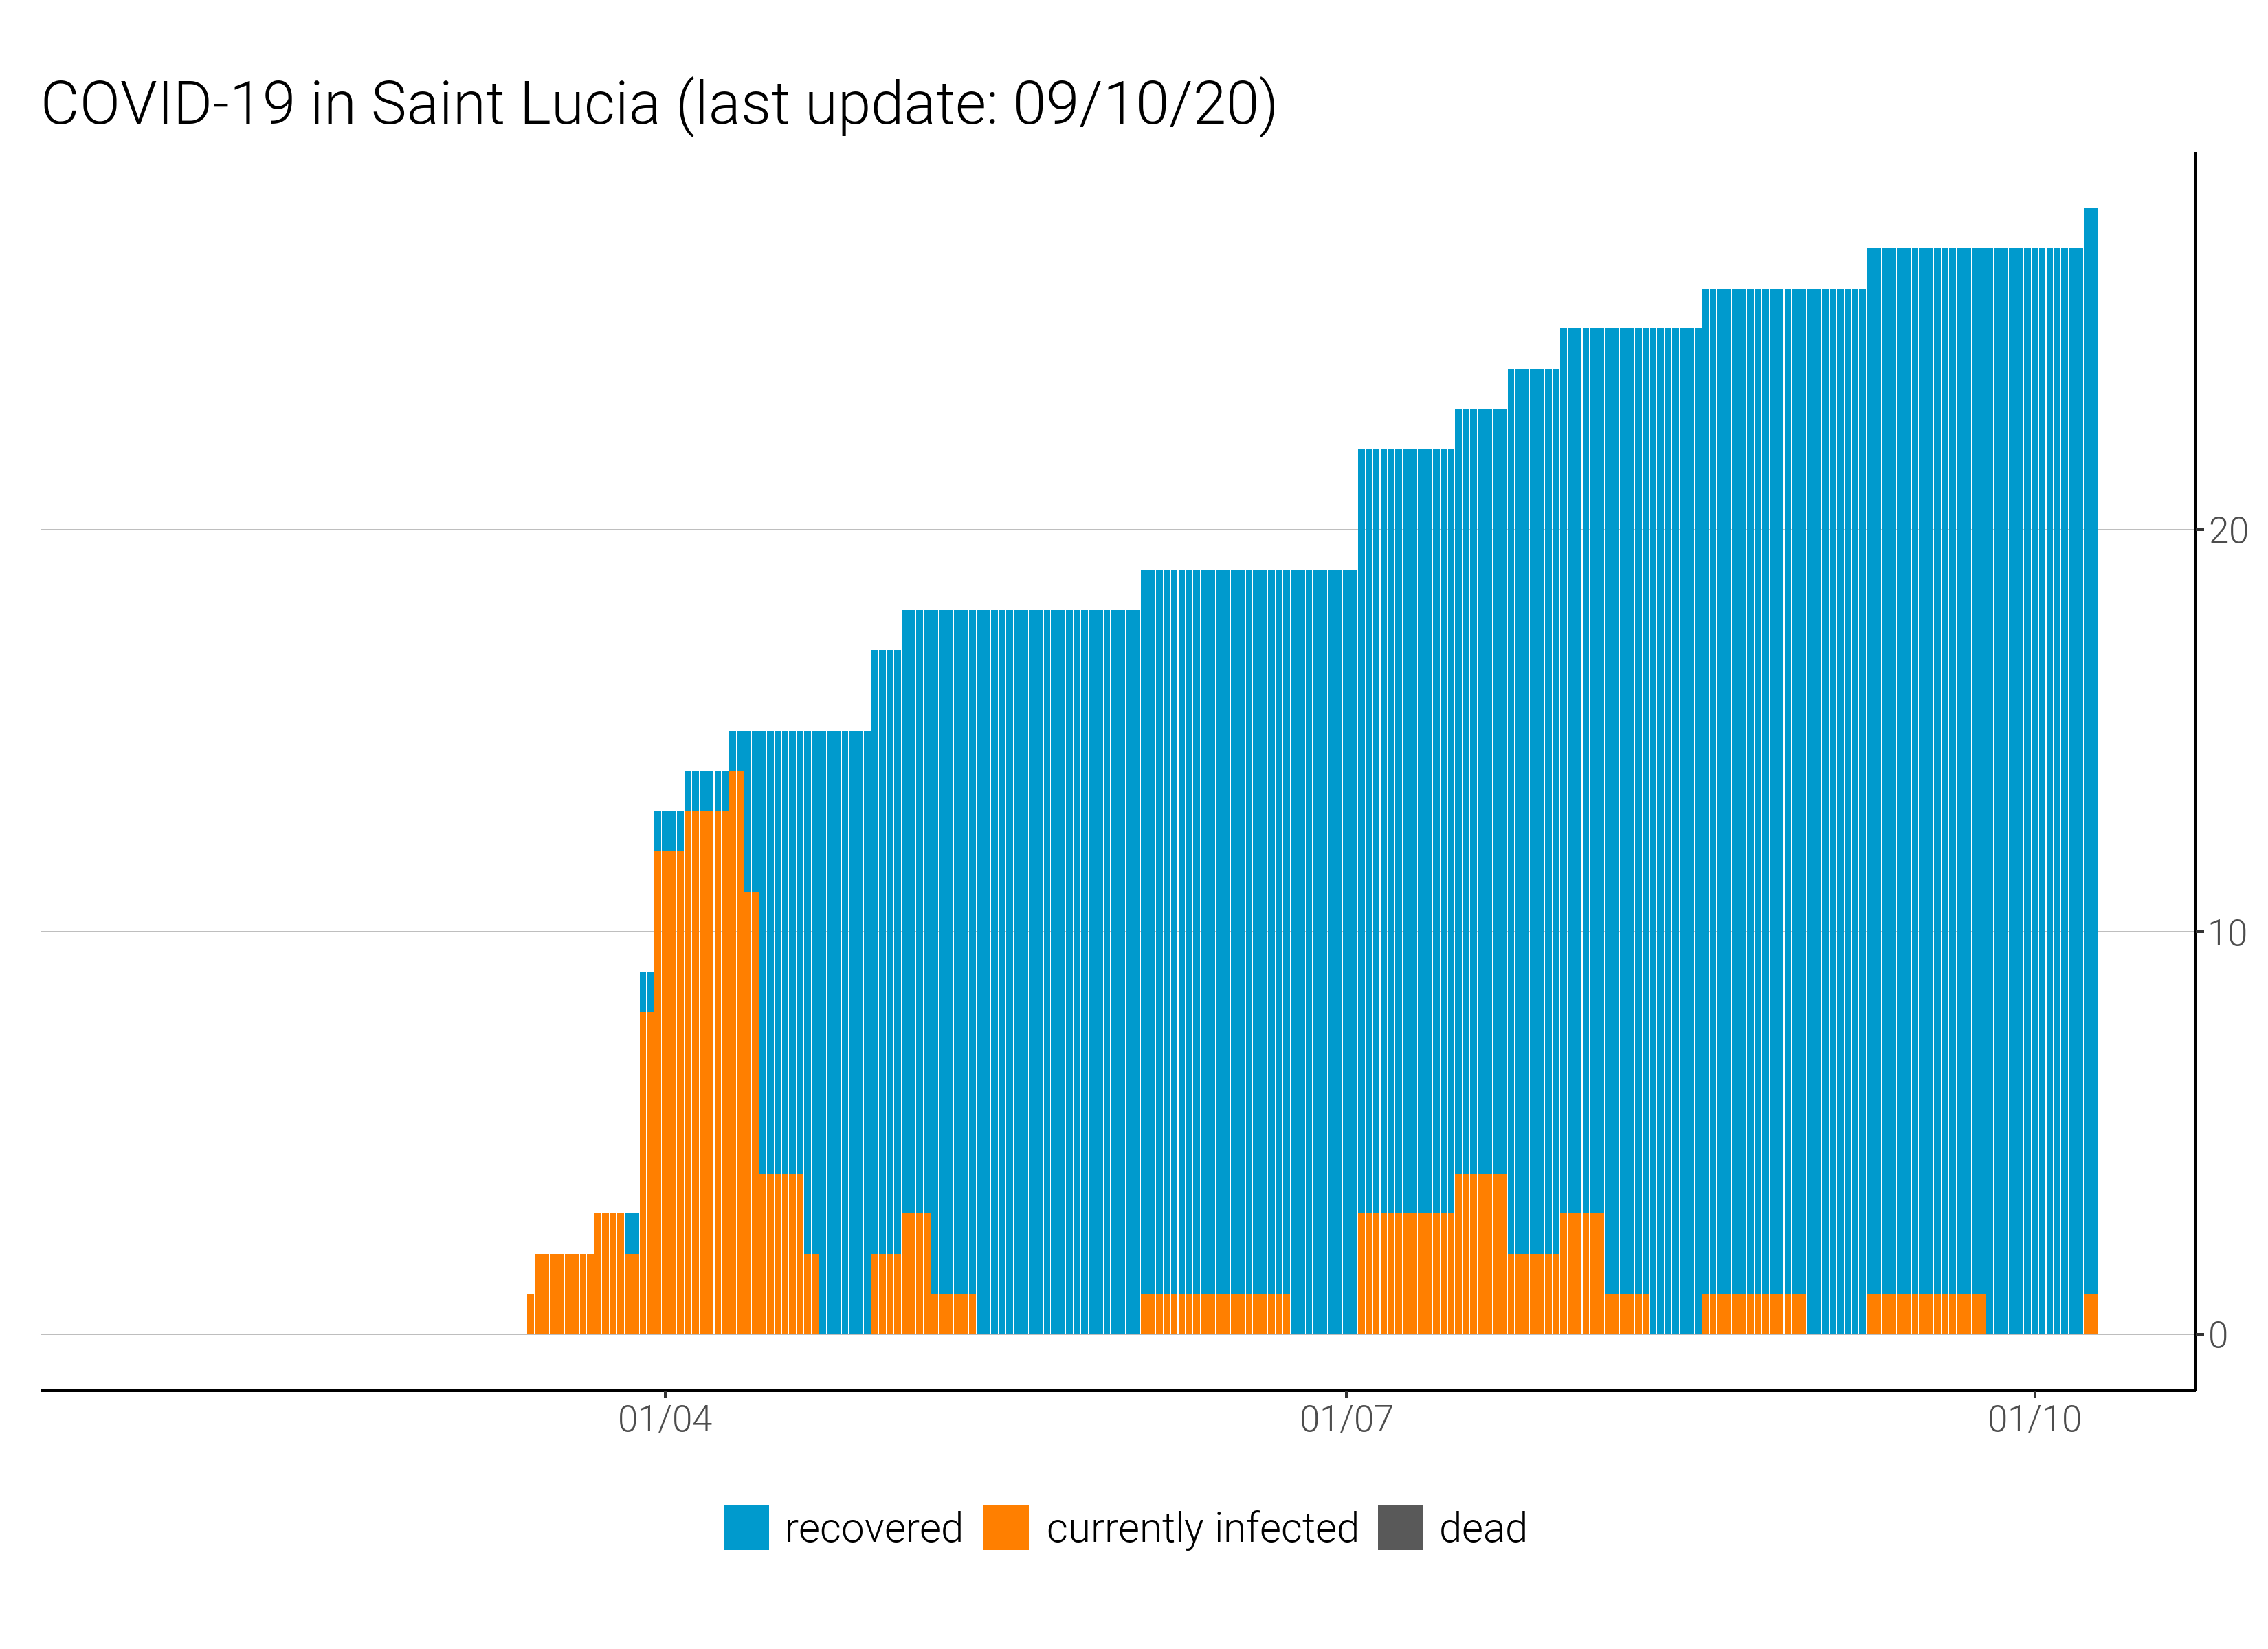 COVID-19 in Saint Lucia (last update: 09/10/20)
20
10
0
01/04 01/07 01/10
recovered currently infected dead